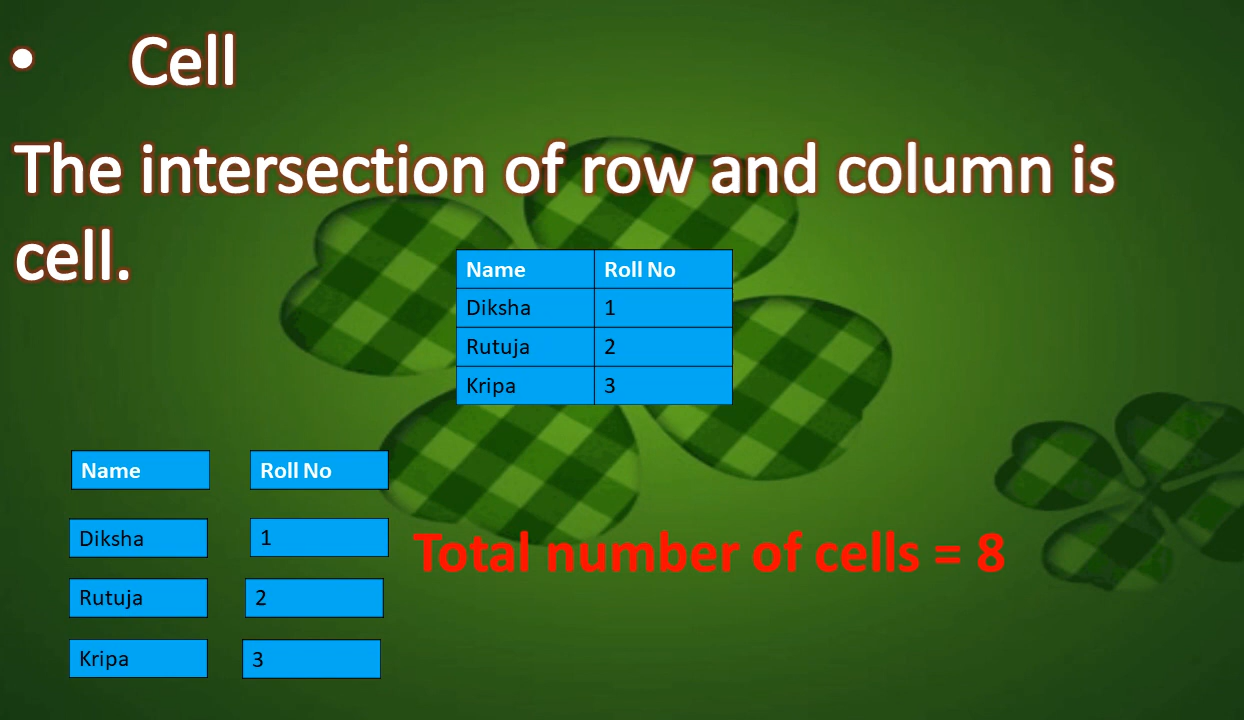 • Cell
The intersection of row and column is
cell.
Name Roll No
Diksha 1
Rutuja 2
Kripa 3
Name Roll No
Diksha 1
Rutuja 2
Kripa 3
Total number of cells = 8